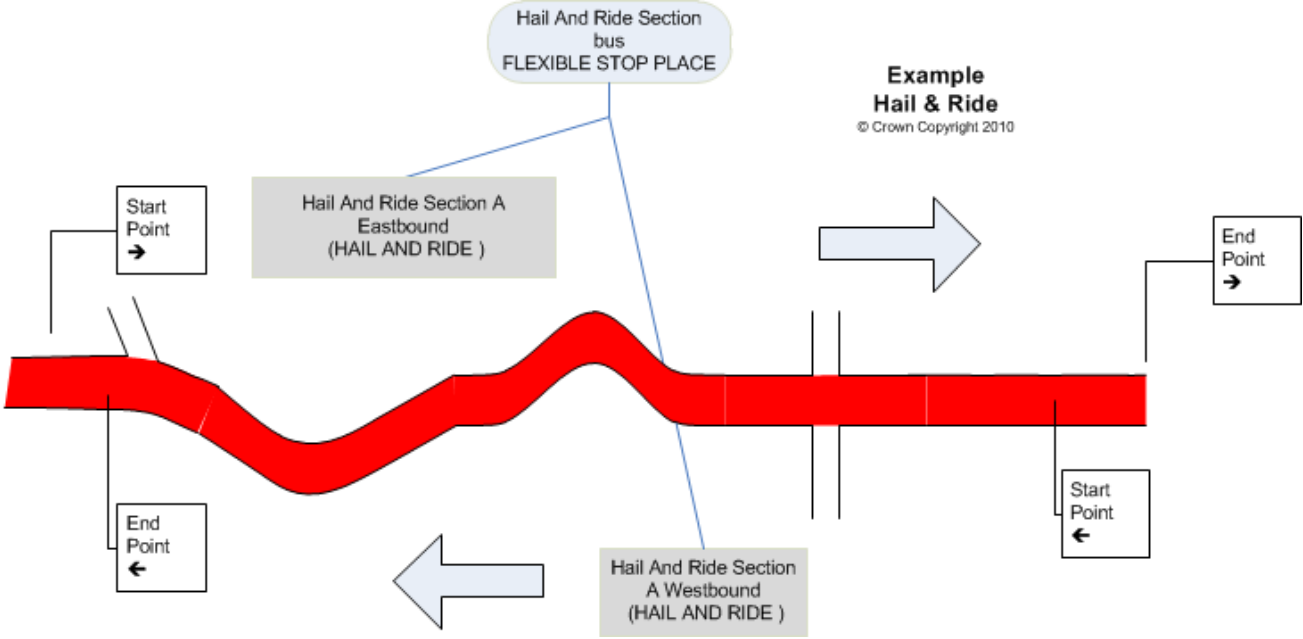 Hail And Ride Section
bus
FLEXIBLE STOP PLACE
Example
Hail & Ride
© Crown Copyright 2010
Start
Point
→
Hail And Ride Section A
Eastbound
(HAIL AND RIDE )
End
Point
→
End
Point
←
Start
Point
←
Hail And Ride Section
A Westbound
(HAIL AND RIDE )